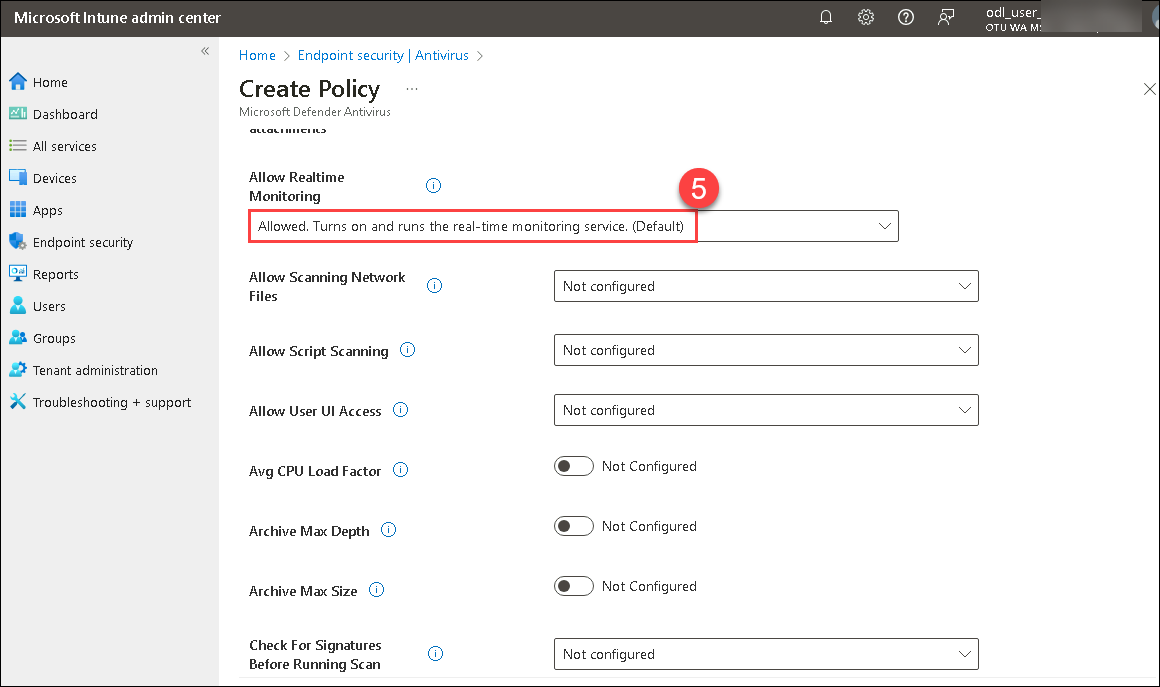 Microsoft Intune admin center
odl_user_
OTU WA M
Home
Dashboard
All services
Devices
Apps
Endpoint security
Reports
Users
Groups
Tenant administration
Troubleshooting + support
Home > Endpoint security | Antivirus >
Create Policy ...
Microsoft Defender Antivirus
attachments
Allow Realtime
Monitoring
5
Allowed. Turns on and runs the real-time monitoring service. (Default)
Allow Scanning Network
Files
Not configured
Allow Script Scanning
Not configured
Allow User UI Access
Not configured
Avg CPU Load Factor
Not Configured
Archive Max Depth
Not Configured
Archive Max Size
Not Configured
Check For Signatures
Before Running Scan
Not configured